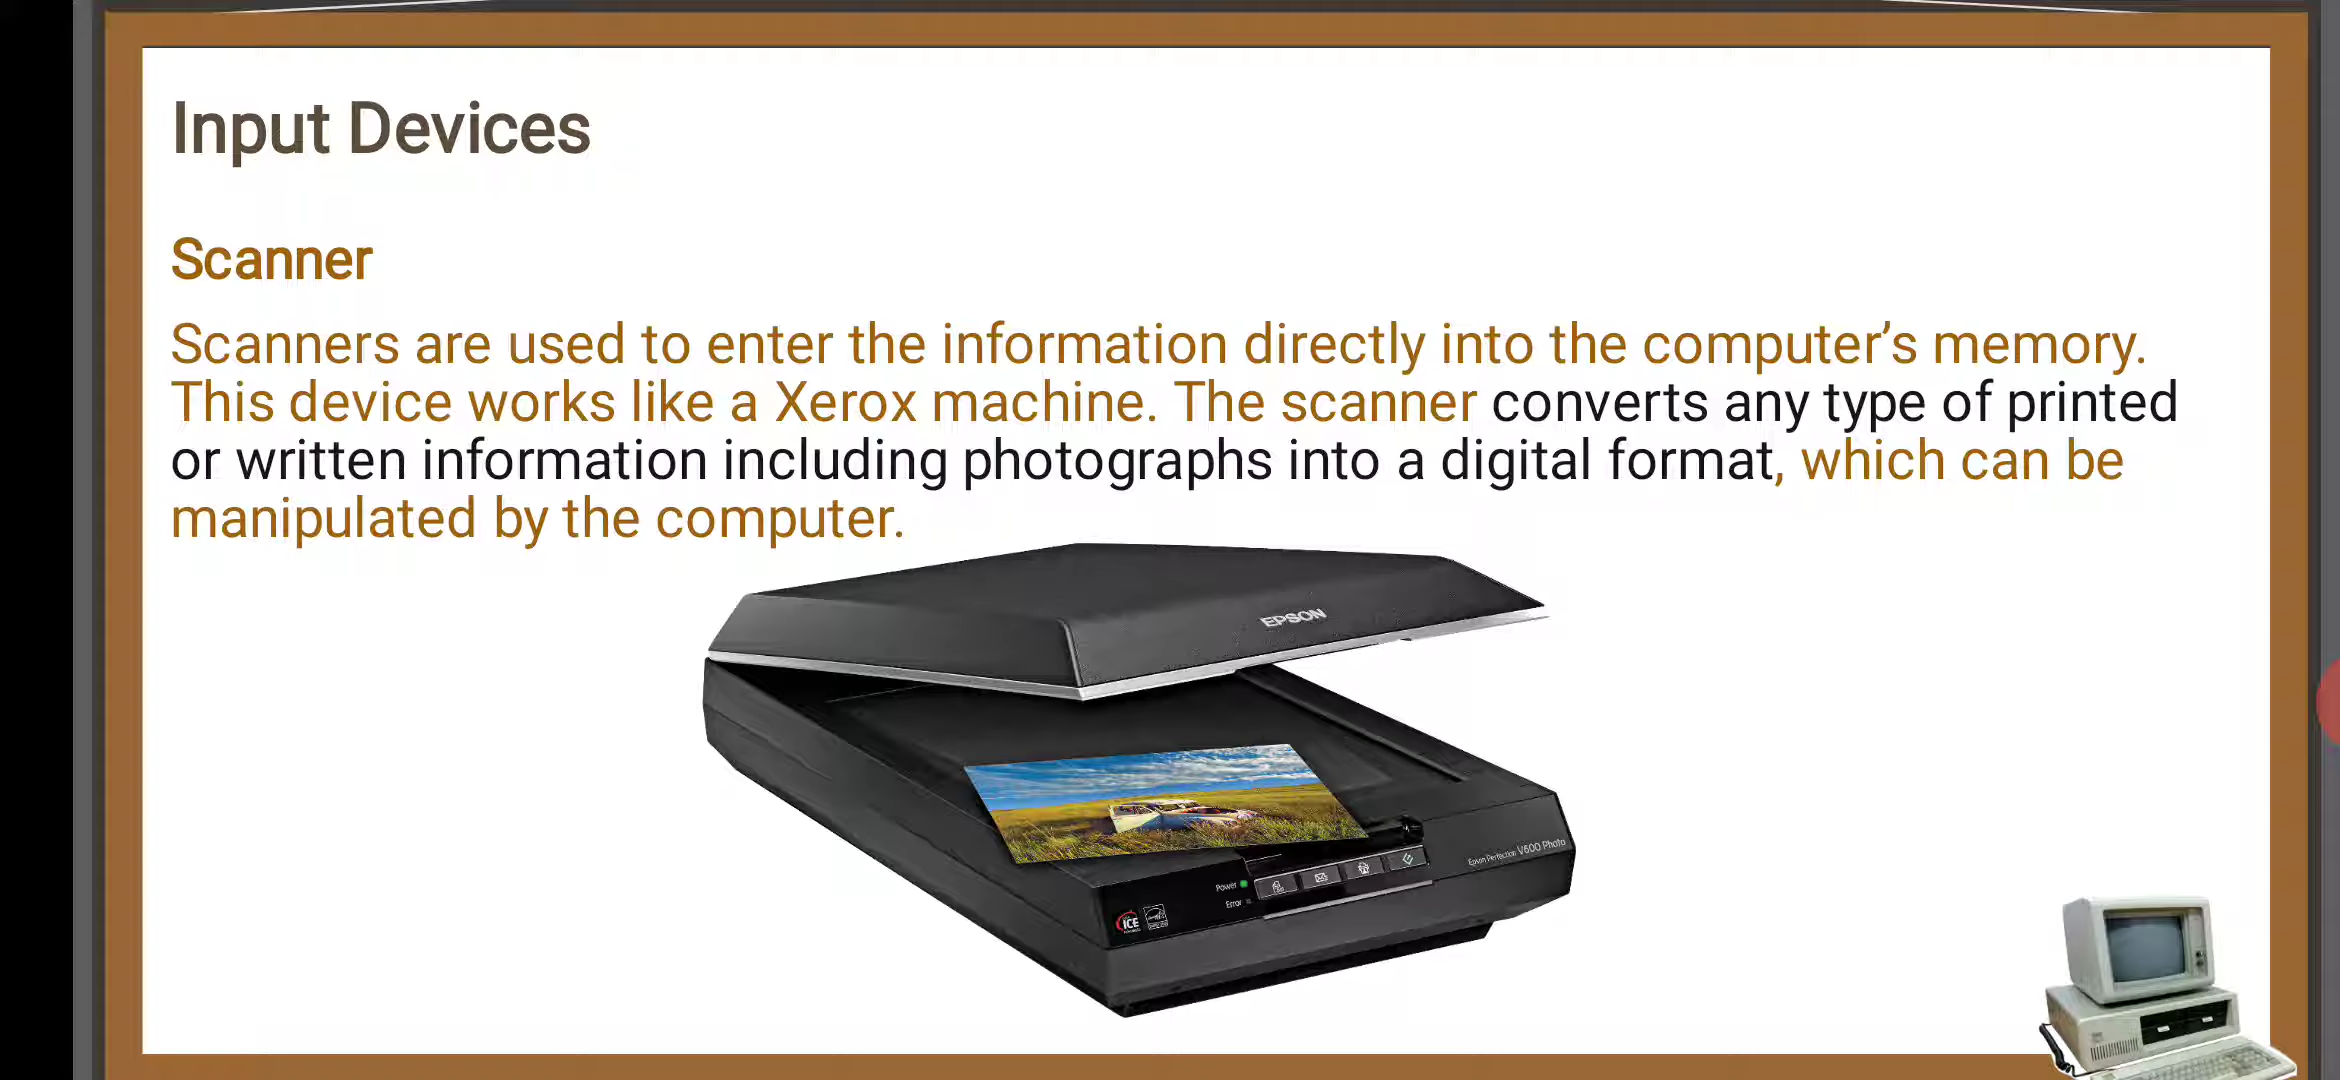 Input Devices
Scanner
Scanners are used to enter the information directly into the computer’s memory.
This device works like a Xerox machine. The scanner converts any type of printed
or written information including photographs into a digital format, which can be
manipulated by the computer.
EPSON
Epson Perfection V600 Photo
Power
Error
ICE